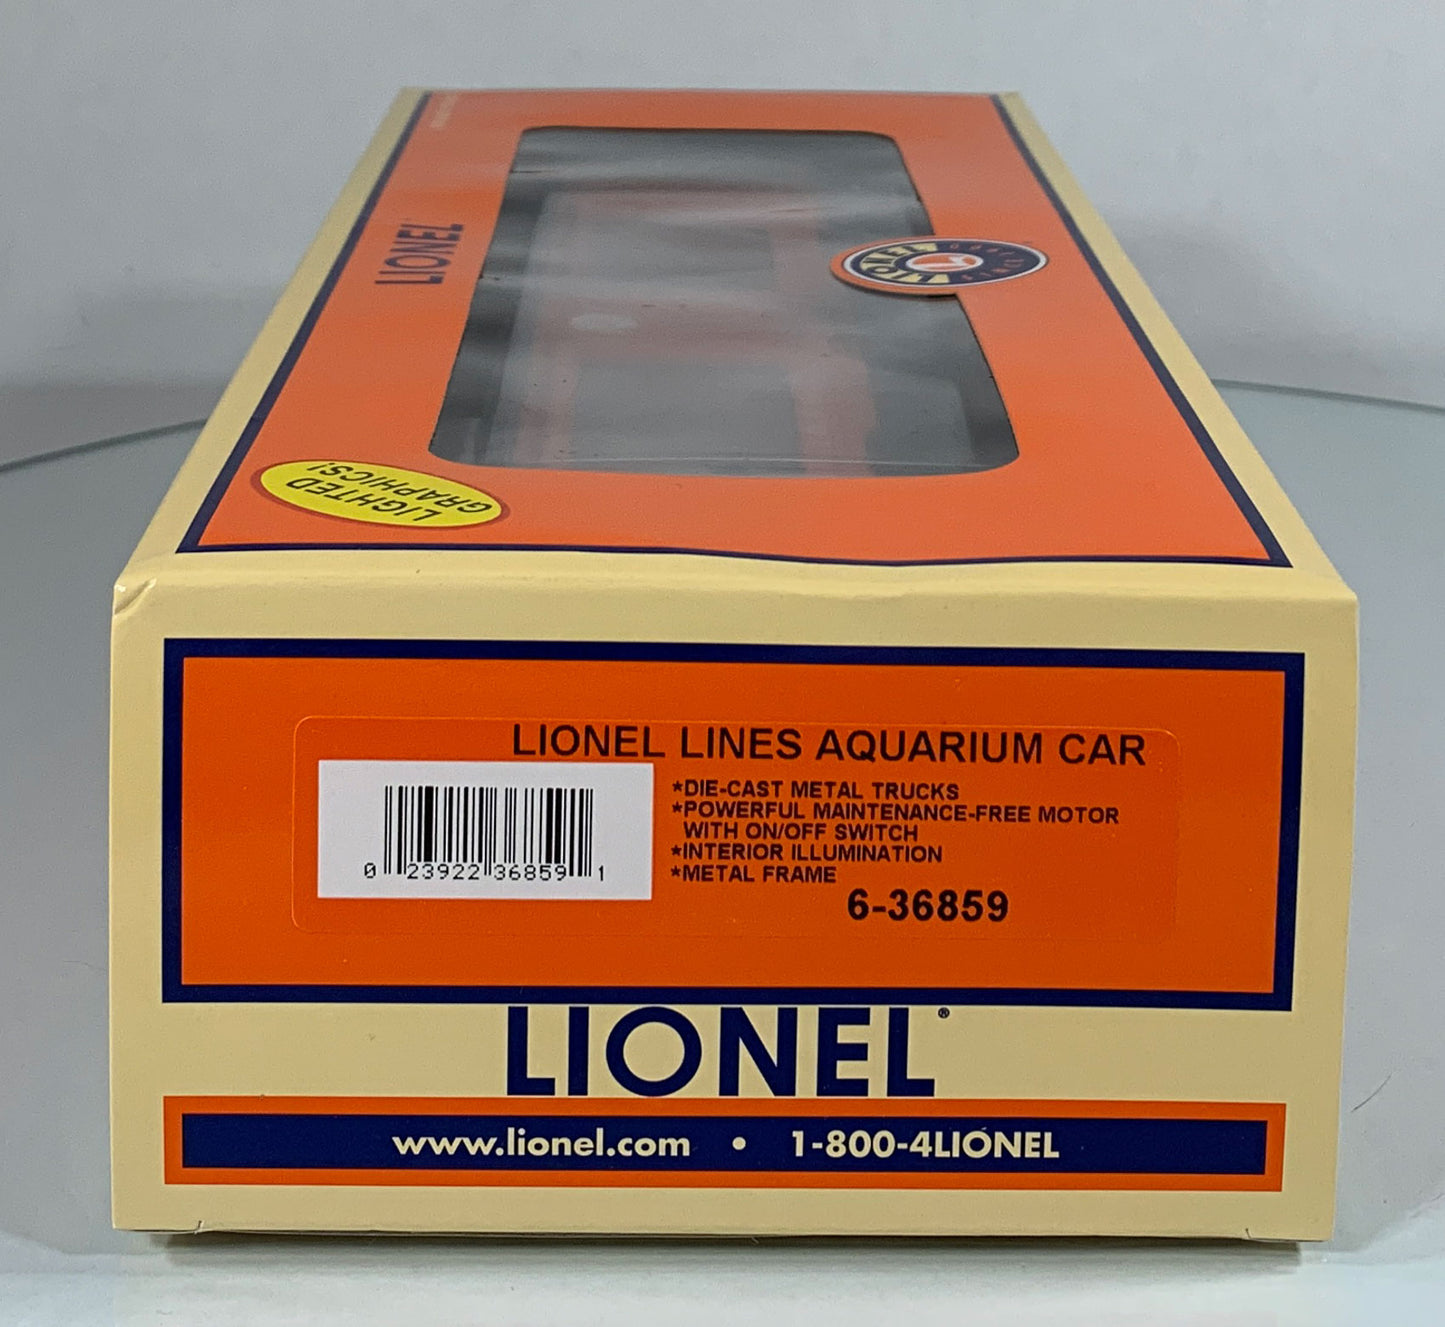 LIONEL
LIONEL
LIGHTED
GRAPHICS!
LIONEL LINES AQUARIUM CAR
*DIE-CAST METAL TRUCKS
*POWERFUL MAINTENANCE-FREE MOTOR
WITH ON/OFF SWITCH
*INTERIOR ILLUMINATION
*METAL FRAME
0 23922 36859 1
6-36859
LIONEL®
www.lionel.com • 1-800-4LIONEL